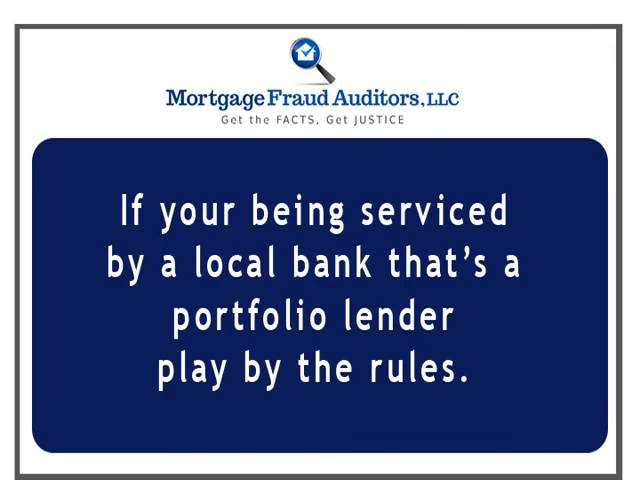 Mortgage Fraud Auditors, LLC
Get the FACTS, Get JUSTICE
If your being serviced
by a local bank that's a
portfolio lender
play by the rules.